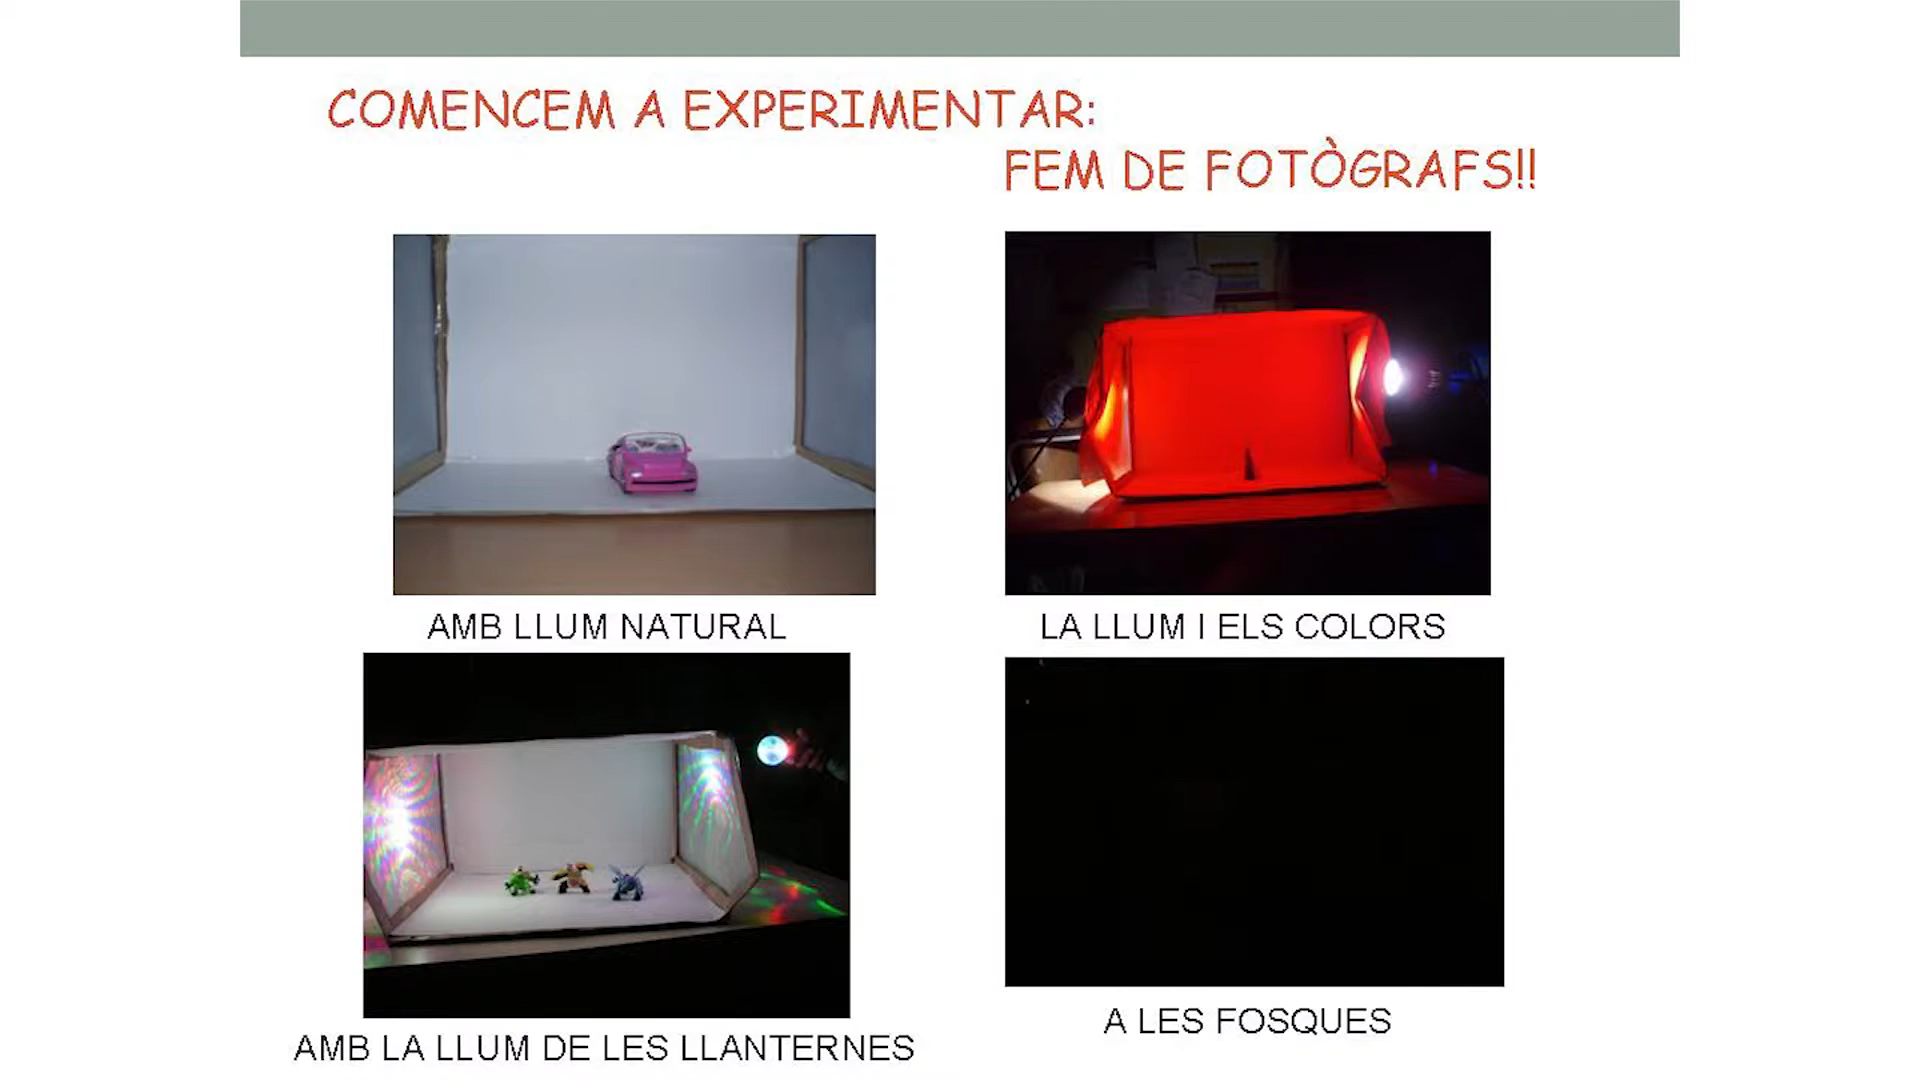 COMENCEM A EXPERIMENTAR:
FEM DE FOTÒGRAFS!!
AMB LLUM NATURAL
LA LLUM I ELS COLORS
AMB LA LLUM DE LES LLANTERNES
A LES FOSQUES